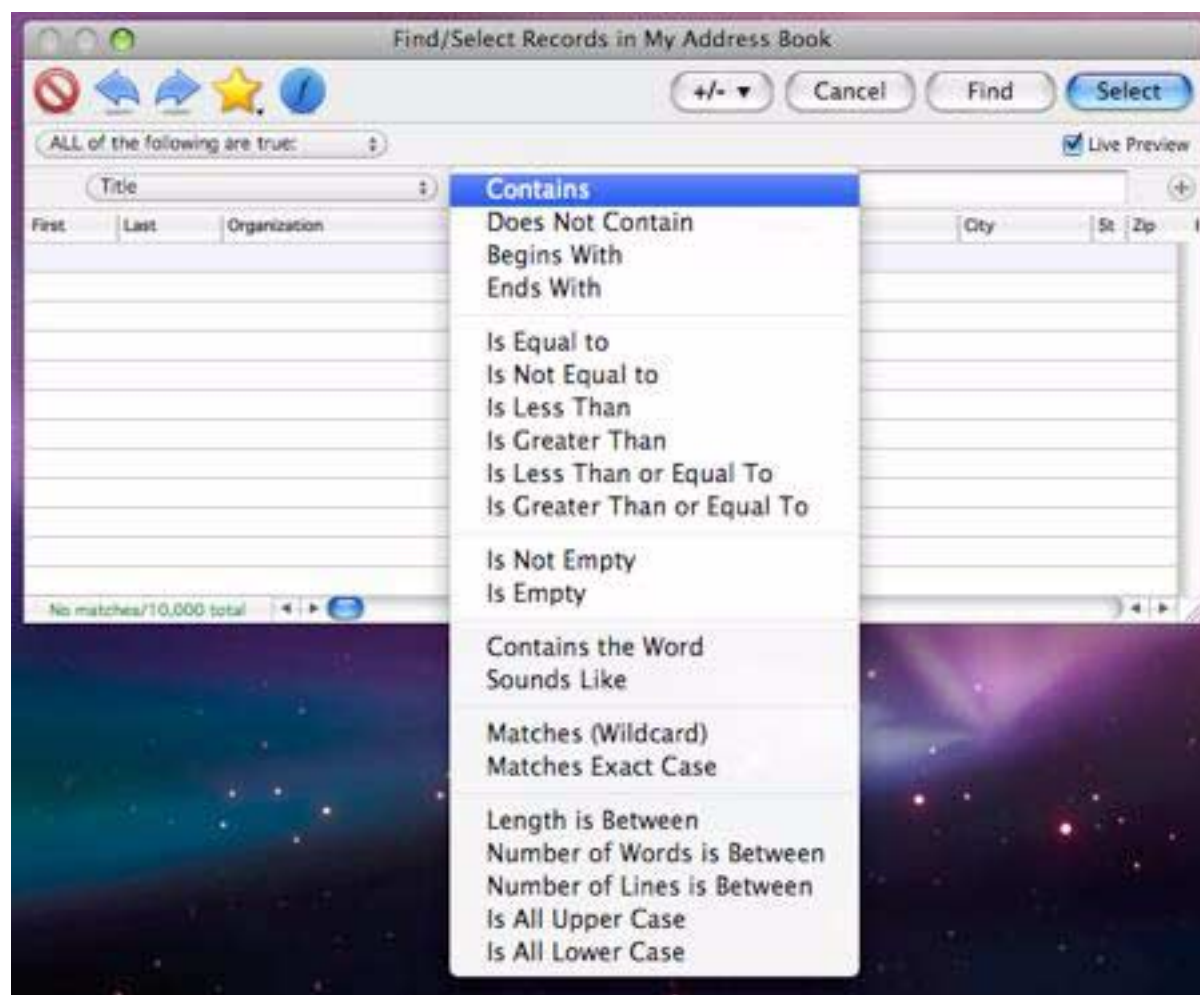 Find/Select Records in My Address Book
+/- ▼ Cancel Find Select
ALL of the following are true: Live Preview
Title
First Last Organization City St Zip
Contains
Does Not Contain
Begins With
Ends With
Is Equal to
Is Not Equal to
Is Less Than
Is Greater Than
Is Less Than or Equal To
Is Greater Than or Equal To
Is Not Empty
Is Empty
No matches/10,000 total
Contains the Word
Sounds Like
Matches (Wildcard)
Matches Exact Case
Length is Between
Number of Words is Between
Number of Lines is Between
Is All Upper Case
Is All Lower Case